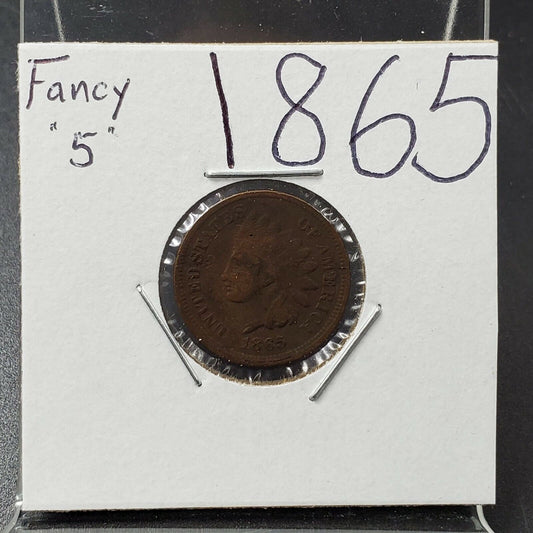 Fancy 1865
"5"
UNITED STATES OF AMERICA
1865